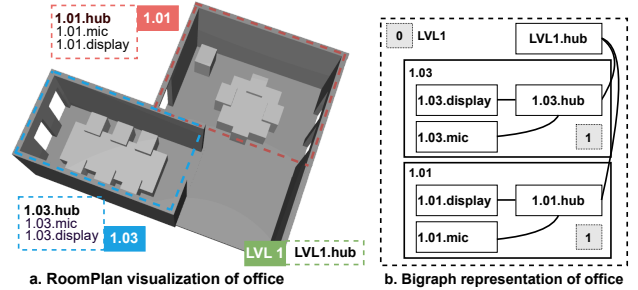 1.01.hub
1.01
1.01.mic
1.01.display
1.03.hub
1.03.mic
1.03.display
1.03
LVL 1
LVL1.hub
a. RoomPlan visualization of office
0
LVL1
LVL1.hub
1.03
1.03.display
1.03.hub
1.03.mic
1
1.01
1.01.display
1.01.hub
1.01.mic
1
b. Bigraph representation of office